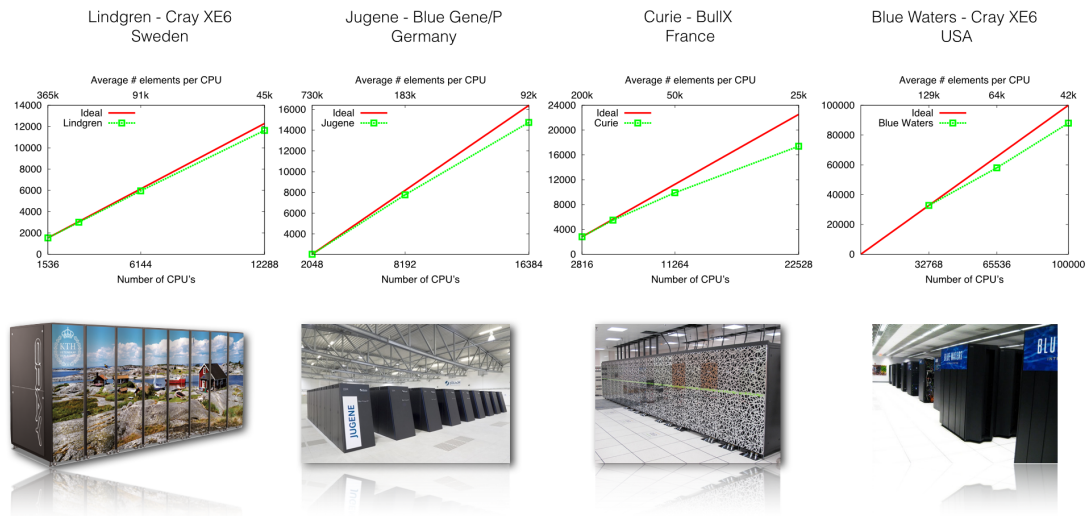 Lindgren - Cray XE6
Sweden
Jugene - Blue Gene/P
Germany
Curie - BullX
France
Blue Waters - Cray XE6
USA
Average # elements per CPU
365k 91k 45k
Ideal
Lindgren
14000
12000
10000
8000
6000
4000
2000
0
1536 6144 12288
Number of CPU's
Average # elements per CPU
730k 183k 92k
Ideal
Jugene
16000
14000
12000
10000
8000
6000
4000
2000
2048 8192 16384
Number of CPU's
Average # elements per CPU
200k 50k 25k
Ideal
Curie
24000
20000
16000
12000
8000
4000
0
2816 11264 22528
Number of CPU's
Average # elements per CPU
129k 64k 42k
Ideal
Blue Waters
100000
80000
60000
40000
20000
0
32768 65536 100000
Number of CPU's
KTH
JUGENE
BLUE WATERS
BLU